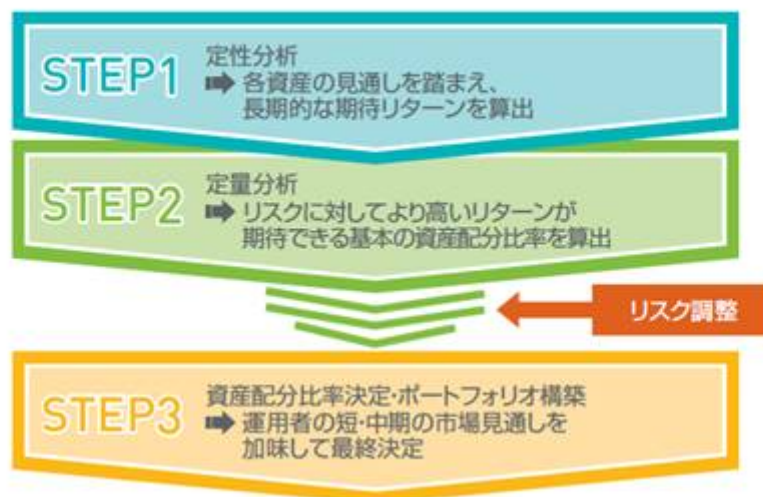 STEP1
定性分析
➡ 各資産の見通しを踏まえ、
長期的な期待リターンを算出
STEP2
定量分析
➡ リスクに対してより高いリターンが
期待できる基本の資産配分比率を算出
リスク調整
STEP3
資産配分比率決定・ポートフォリオ構築
➡ 運用者の短・中期の市場見通しを
加味して最終決定